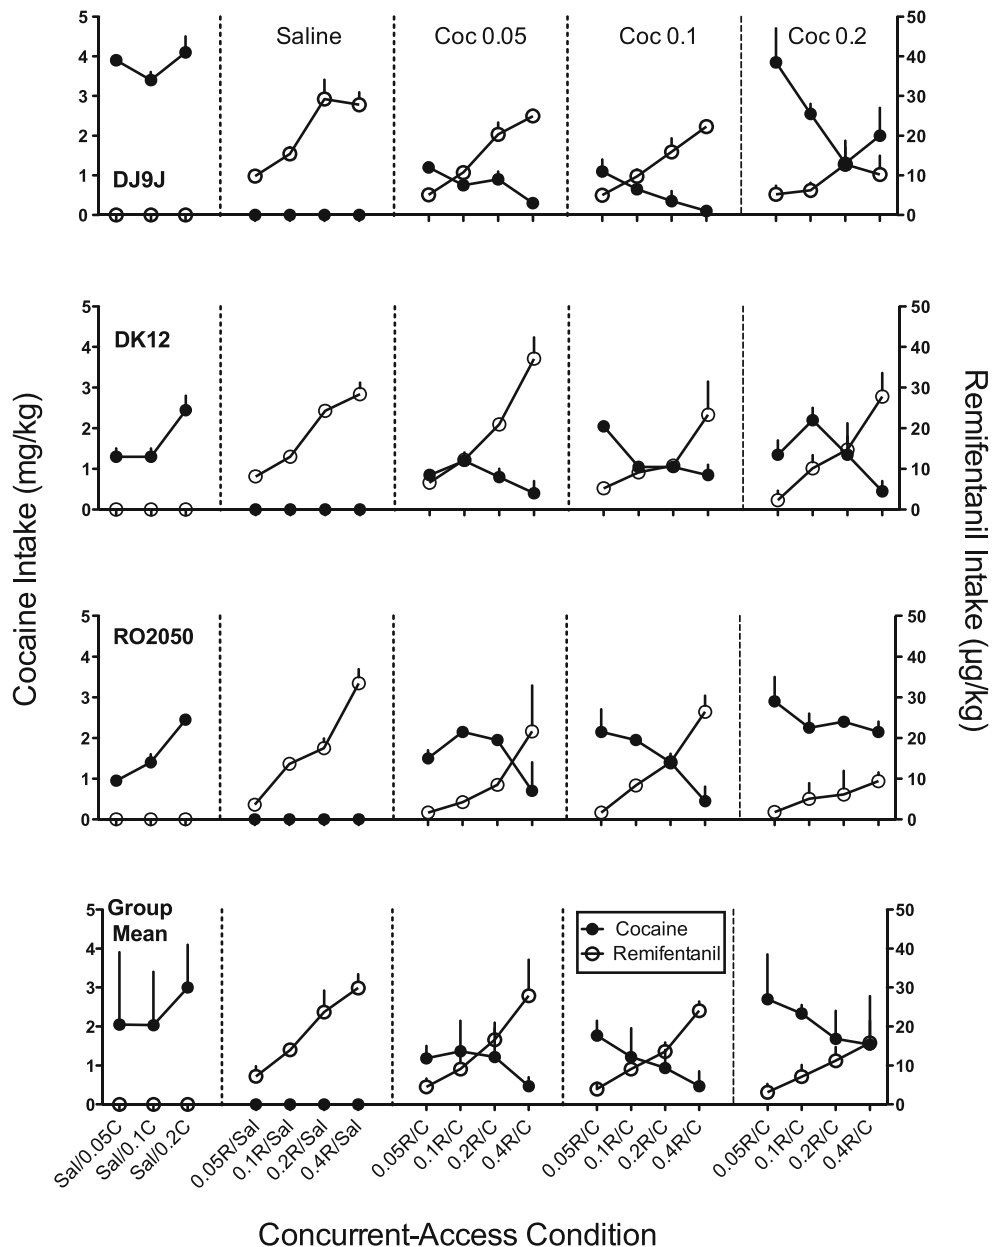 Saline
Coc 0.05
Coc 0.1
Coc 0.2
5
4
3
2
1
0
DJ9J
50
40
30
20
10
0
5
4
3
2
1
0
DK12
50
40
30
20
10
0
5
4
3
2
1
0
RO2050
50
40
30
20
10
0
5
4
3
2
1
0
Group
Mean
Cocaine
Remifentanil
50
40
30
20
10
0
Cocaine Intake (mg/kg)
Remifentanil Intake (µg/kg)
Sal/0.05C
Sal/0.1C
Sal/0.2C
0.05R/Sal
0.1R/Sal
0.2R/Sal
0.4R/Sal
0.05R/C
0.1R/C
0.2R/C
0.4R/C
0.05R/C
0.1R/C
0.2R/C
0.4R/C
0.05R/C
0.1R/C
0.2R/C
0.4R/C
Concurrent-Access Condition